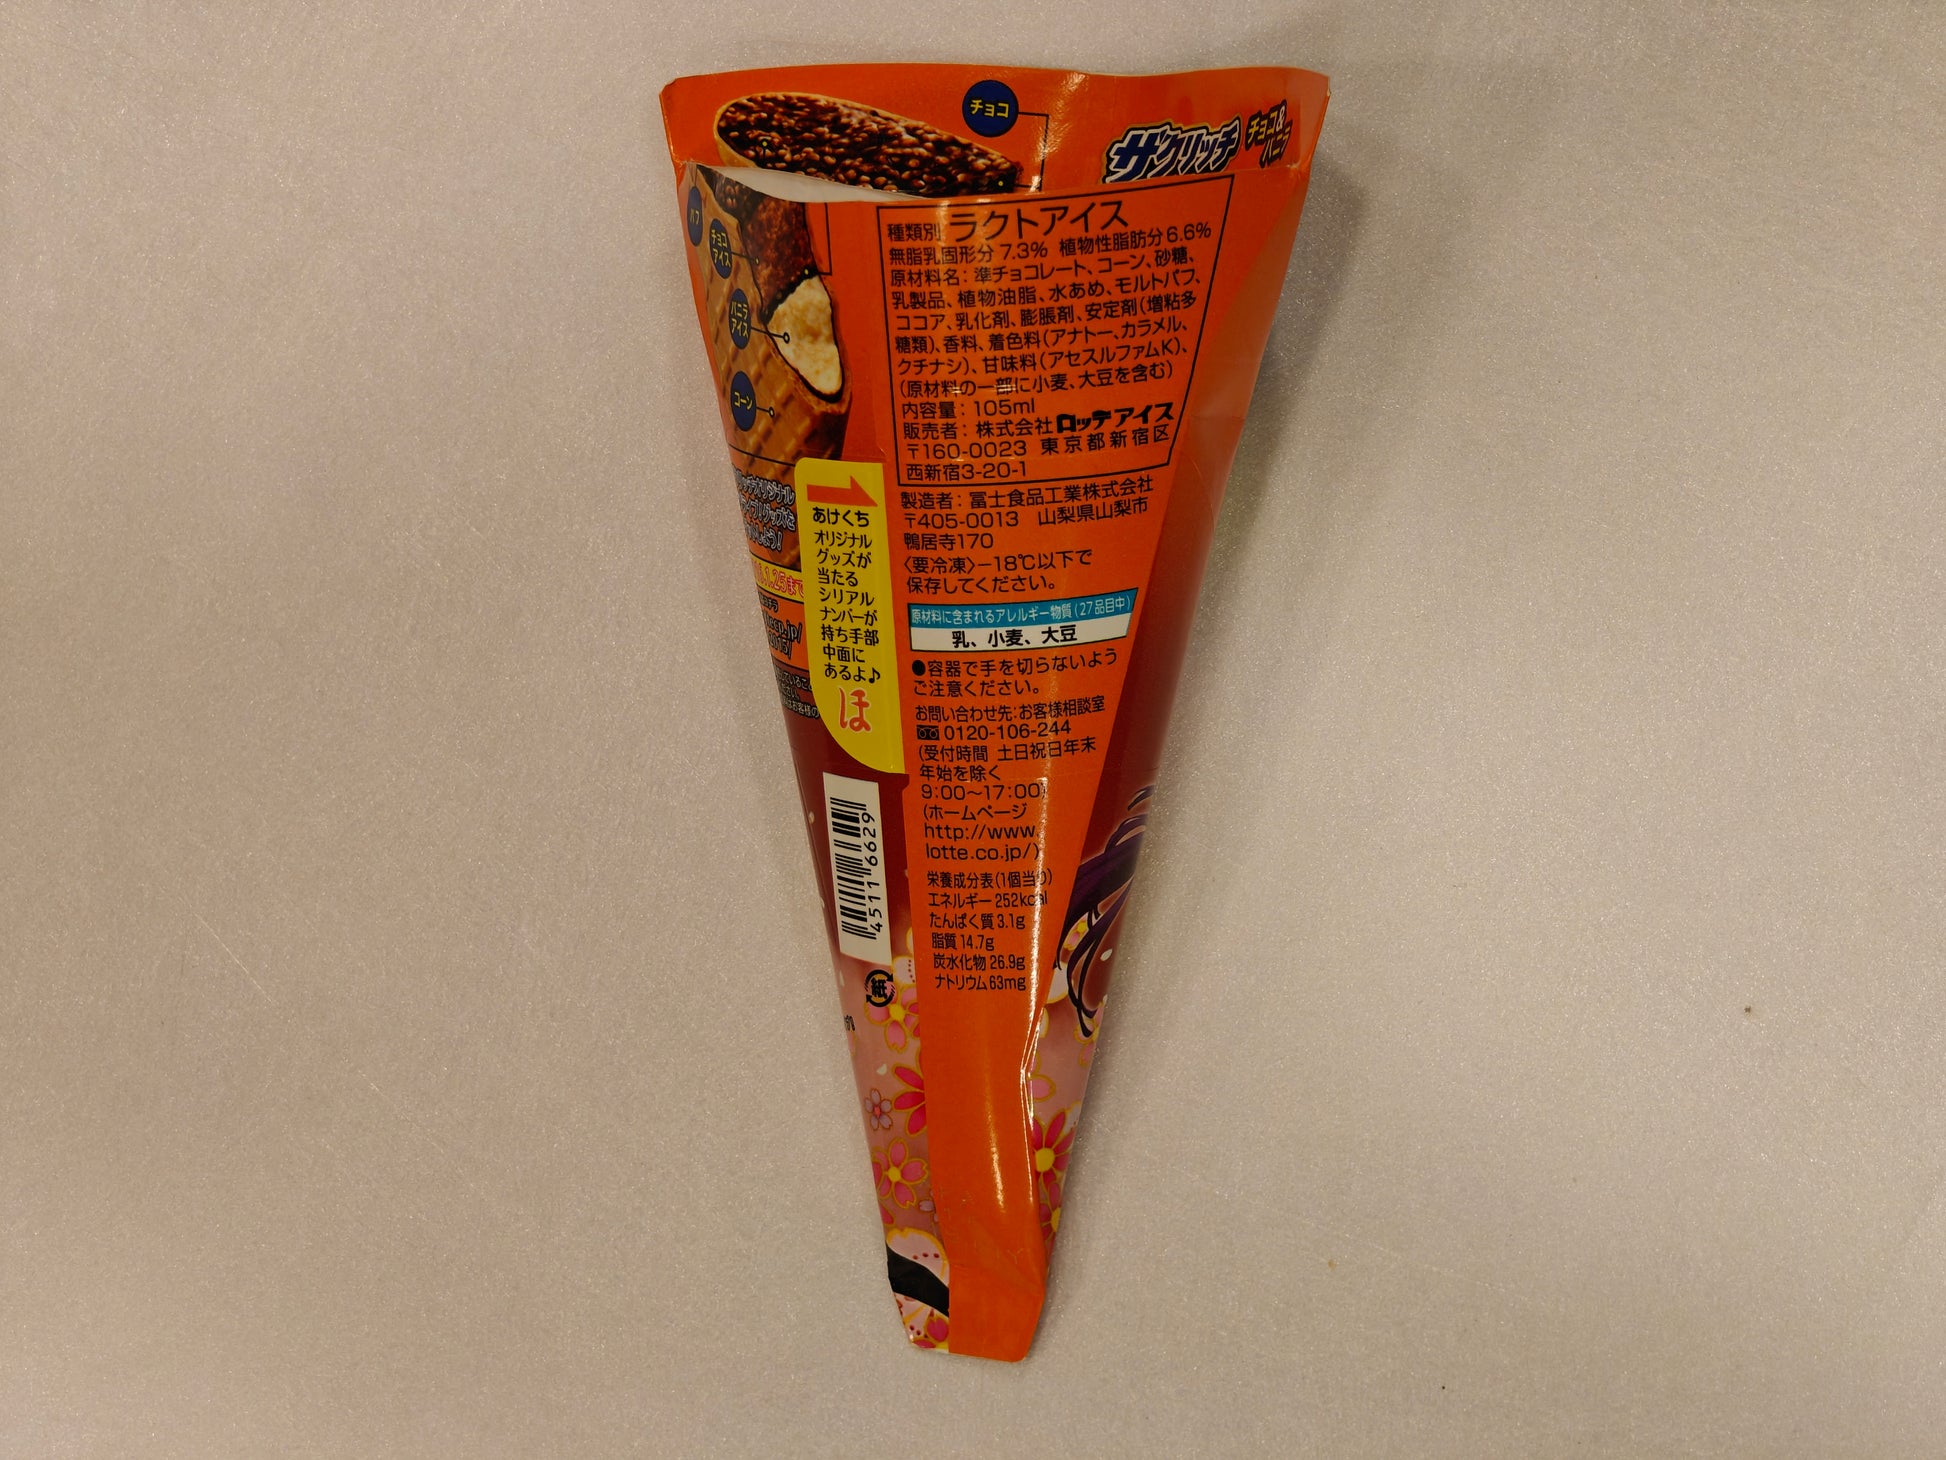 チョコ
ザクリッチ チョコ&バニラ
パフ
チョコ
アイス
バニラ
アイス
コーン
種類別 ラクトアイス
無脂乳固形分 7.3% 植物性脂肪分 6.6%
原材料名：準チョコレート、コーン、砂糖、
乳製品、植物油脂、水あめ、モルトパフ、
ココア、乳化剤、膨脹剤、安定剤(増粘多
糖類)、香料、着色料(アナトー、カラメル、
クチナシ)、甘味料(アセスルファムK)、
(原材料の一部に小麦、大豆を含む)
内容量：105ml
販売者：株式会社ロッテアイス
〒160-0023 東京都新宿区
西新宿3-20-1
製造者：冨士食品工業株式会社
〒405-0013 山梨県山梨市
鴨居寺170
〈要冷凍〉−18℃以下で
保存してください。
原材料に含まれるアレルギー物質(27品目中)
乳、小麦、大豆
●容器で手を切らないよう
ご注意ください。
お問い合わせ先：お客様相談室
0120-106-244
(受付時間 土日祝日年末
年始を除く
9:00〜17:00)
(ホームページ
http://www.
lotte.co.jp/)
栄養成分表(1個当り)
エネルギー 252kcal
たんぱく質 3.1g
脂質 14.7g
炭水化物 26.9g
ナトリウム 63mg
あけくち
オリジナル
グッズが
当たる
シリアル
ナンバーが
持ち手部
中面に
あるよ♪
ほ
オリジナル
グッズを
1.25まで
4511 6629
紙